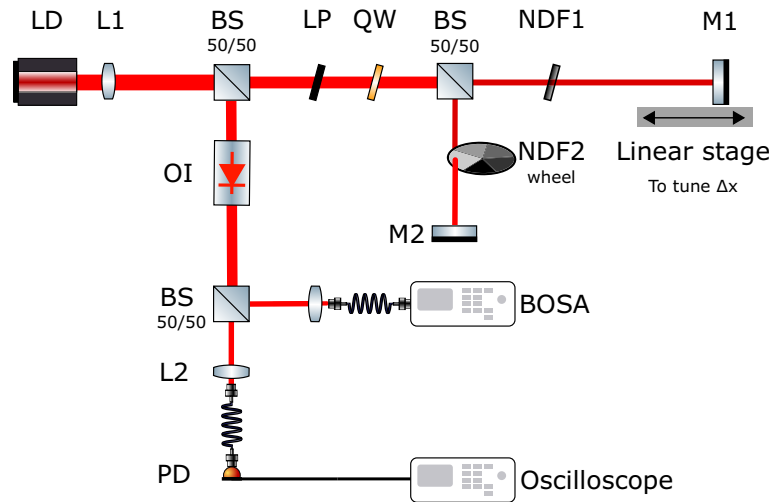 LD
L1
BS
50/50
LP
QW
BS
50/50
NDF1
M1
OI
NDF2
wheel
Linear stage
To tune Δx
M2
BS
50/50
BOSA
L2
PD
Oscilloscope